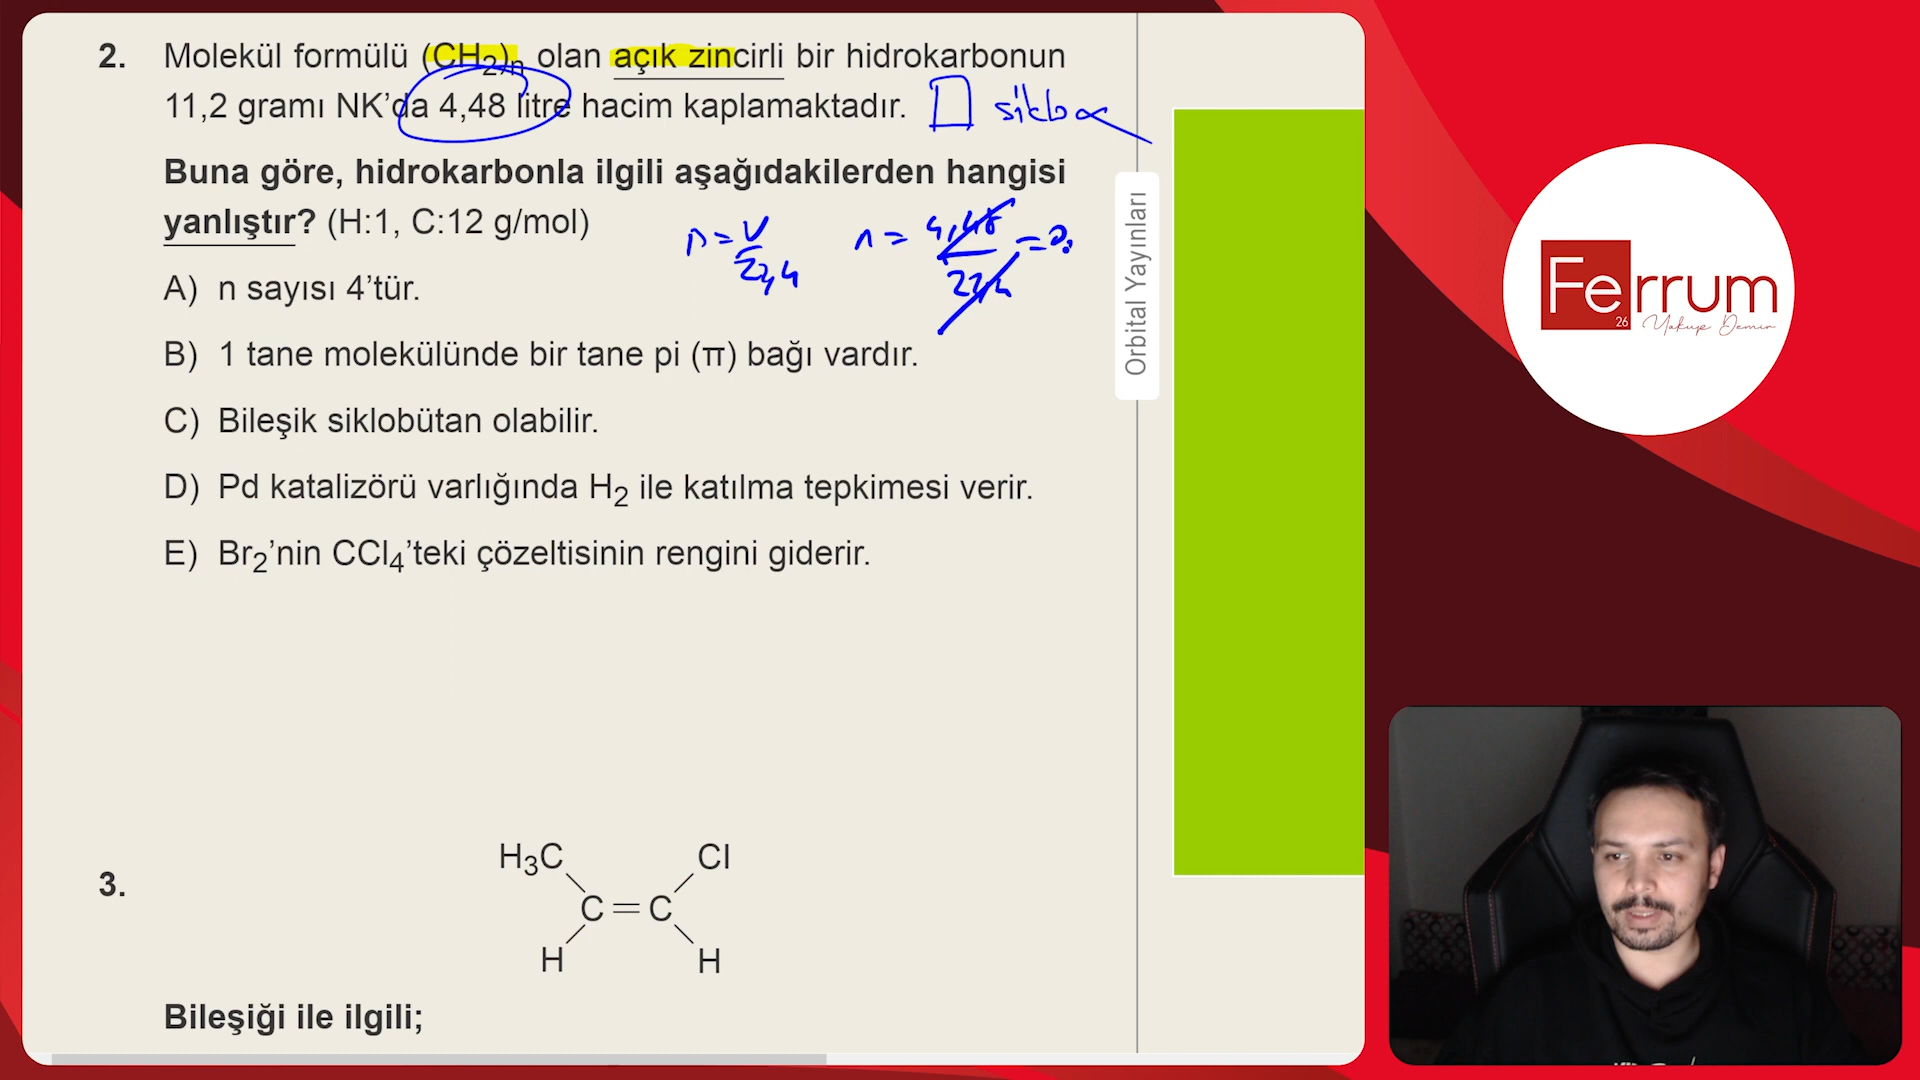 2. Molekül formülü (CH2)n olan açık zincirli bir hidrokarbonun
11,2 gramı NK’da 4,48 litre hacim kaplamaktadır.
Buna göre, hidrokarbonla ilgili aşağıdakilerden hangisi
yanlıştır? (H:1, C:12 g/mol)
n = V
22,4
n = 4,48 = 0,
22,4
A) n sayısı 4’tür.
B) 1 tane molekülünde bir tane pi (π) bağı vardır.
C) Bileşik siklobütan olabilir.
D) Pd katalizörü varlığında H2 ile katılma tepkimesi verir.
E) Br2’nin CCl4’teki çözeltisinin rengini giderir.
3.
H3C Cl
C=C
H H
Bileşiği ile ilgili;
Orbital Yayınları
Ferrum
26
Yakup Demir